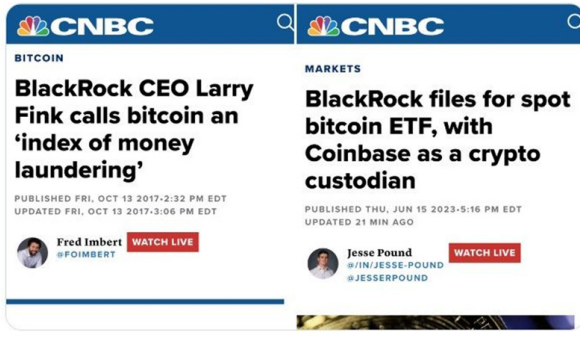 CNBC
BITCOIN
BlackRock CEO Larry
Fink calls bitcoin an
‘index of money
laundering’
PUBLISHED FRI, OCT 13 2017•2:32 PM EDT
UPDATED FRI, OCT 13 2017•3:06 PM EDT
Fred Imbert
WATCH LIVE
@FOIMBERT
CNBC
MARKETS
BlackRock files for spot
bitcoin ETF, with
Coinbase as a crypto
custodian
PUBLISHED THU, JUN 15 2023•5:16 PM EDT
UPDATED 21 MIN AGO
Jesse Pound
WATCH LIVE
@/IN/JESSE-POUND
@JESSERPOUND